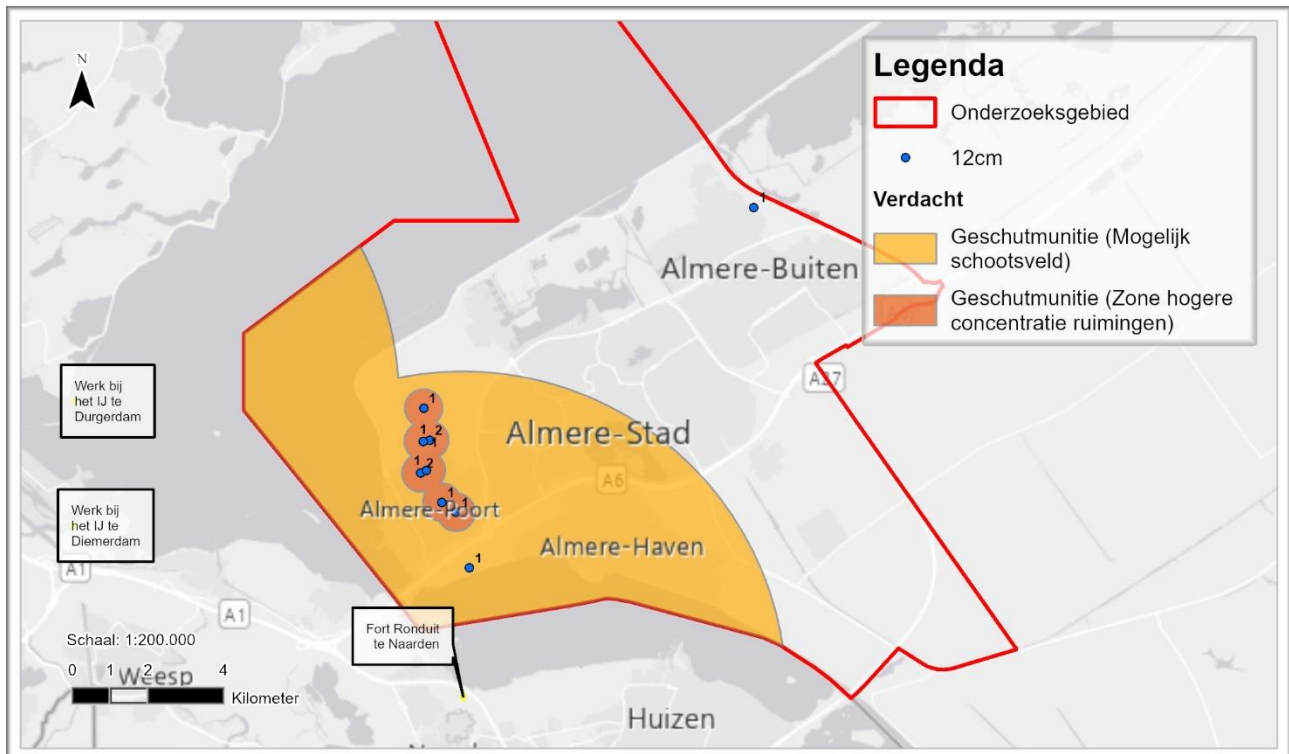 N
Legenda
Onderzoeksgebied
12cm
Verdacht
Geschutmunitie (Mogelijk
schootsveld)
Geschutmunitie (Zone hogere
concentratie ruimingen)
1
Almere-Buiten
A27
Werk bij
het IJ te
Durgerdam
1
1
2
1
Almere-Stad
1
2
A6
Werk bij
het IJ te
Diemerdam
1
1
Almere-Poort
Almere-Haven
1
A1
A1
Fort Ronduit
te Naarden
Schaal: 1:200.000
0 1 2 4
Kilometer
Weesp
Huizen